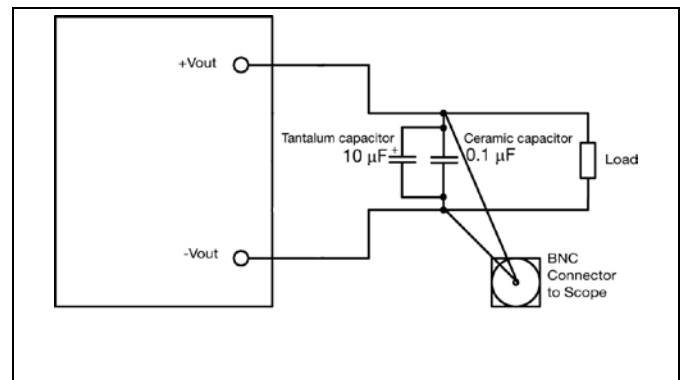 +Vout
Tantalum capacitor
10 µF
+
Ceramic capacitor
0.1 µF
Load
-Vout
BNC
Connector
to Scope